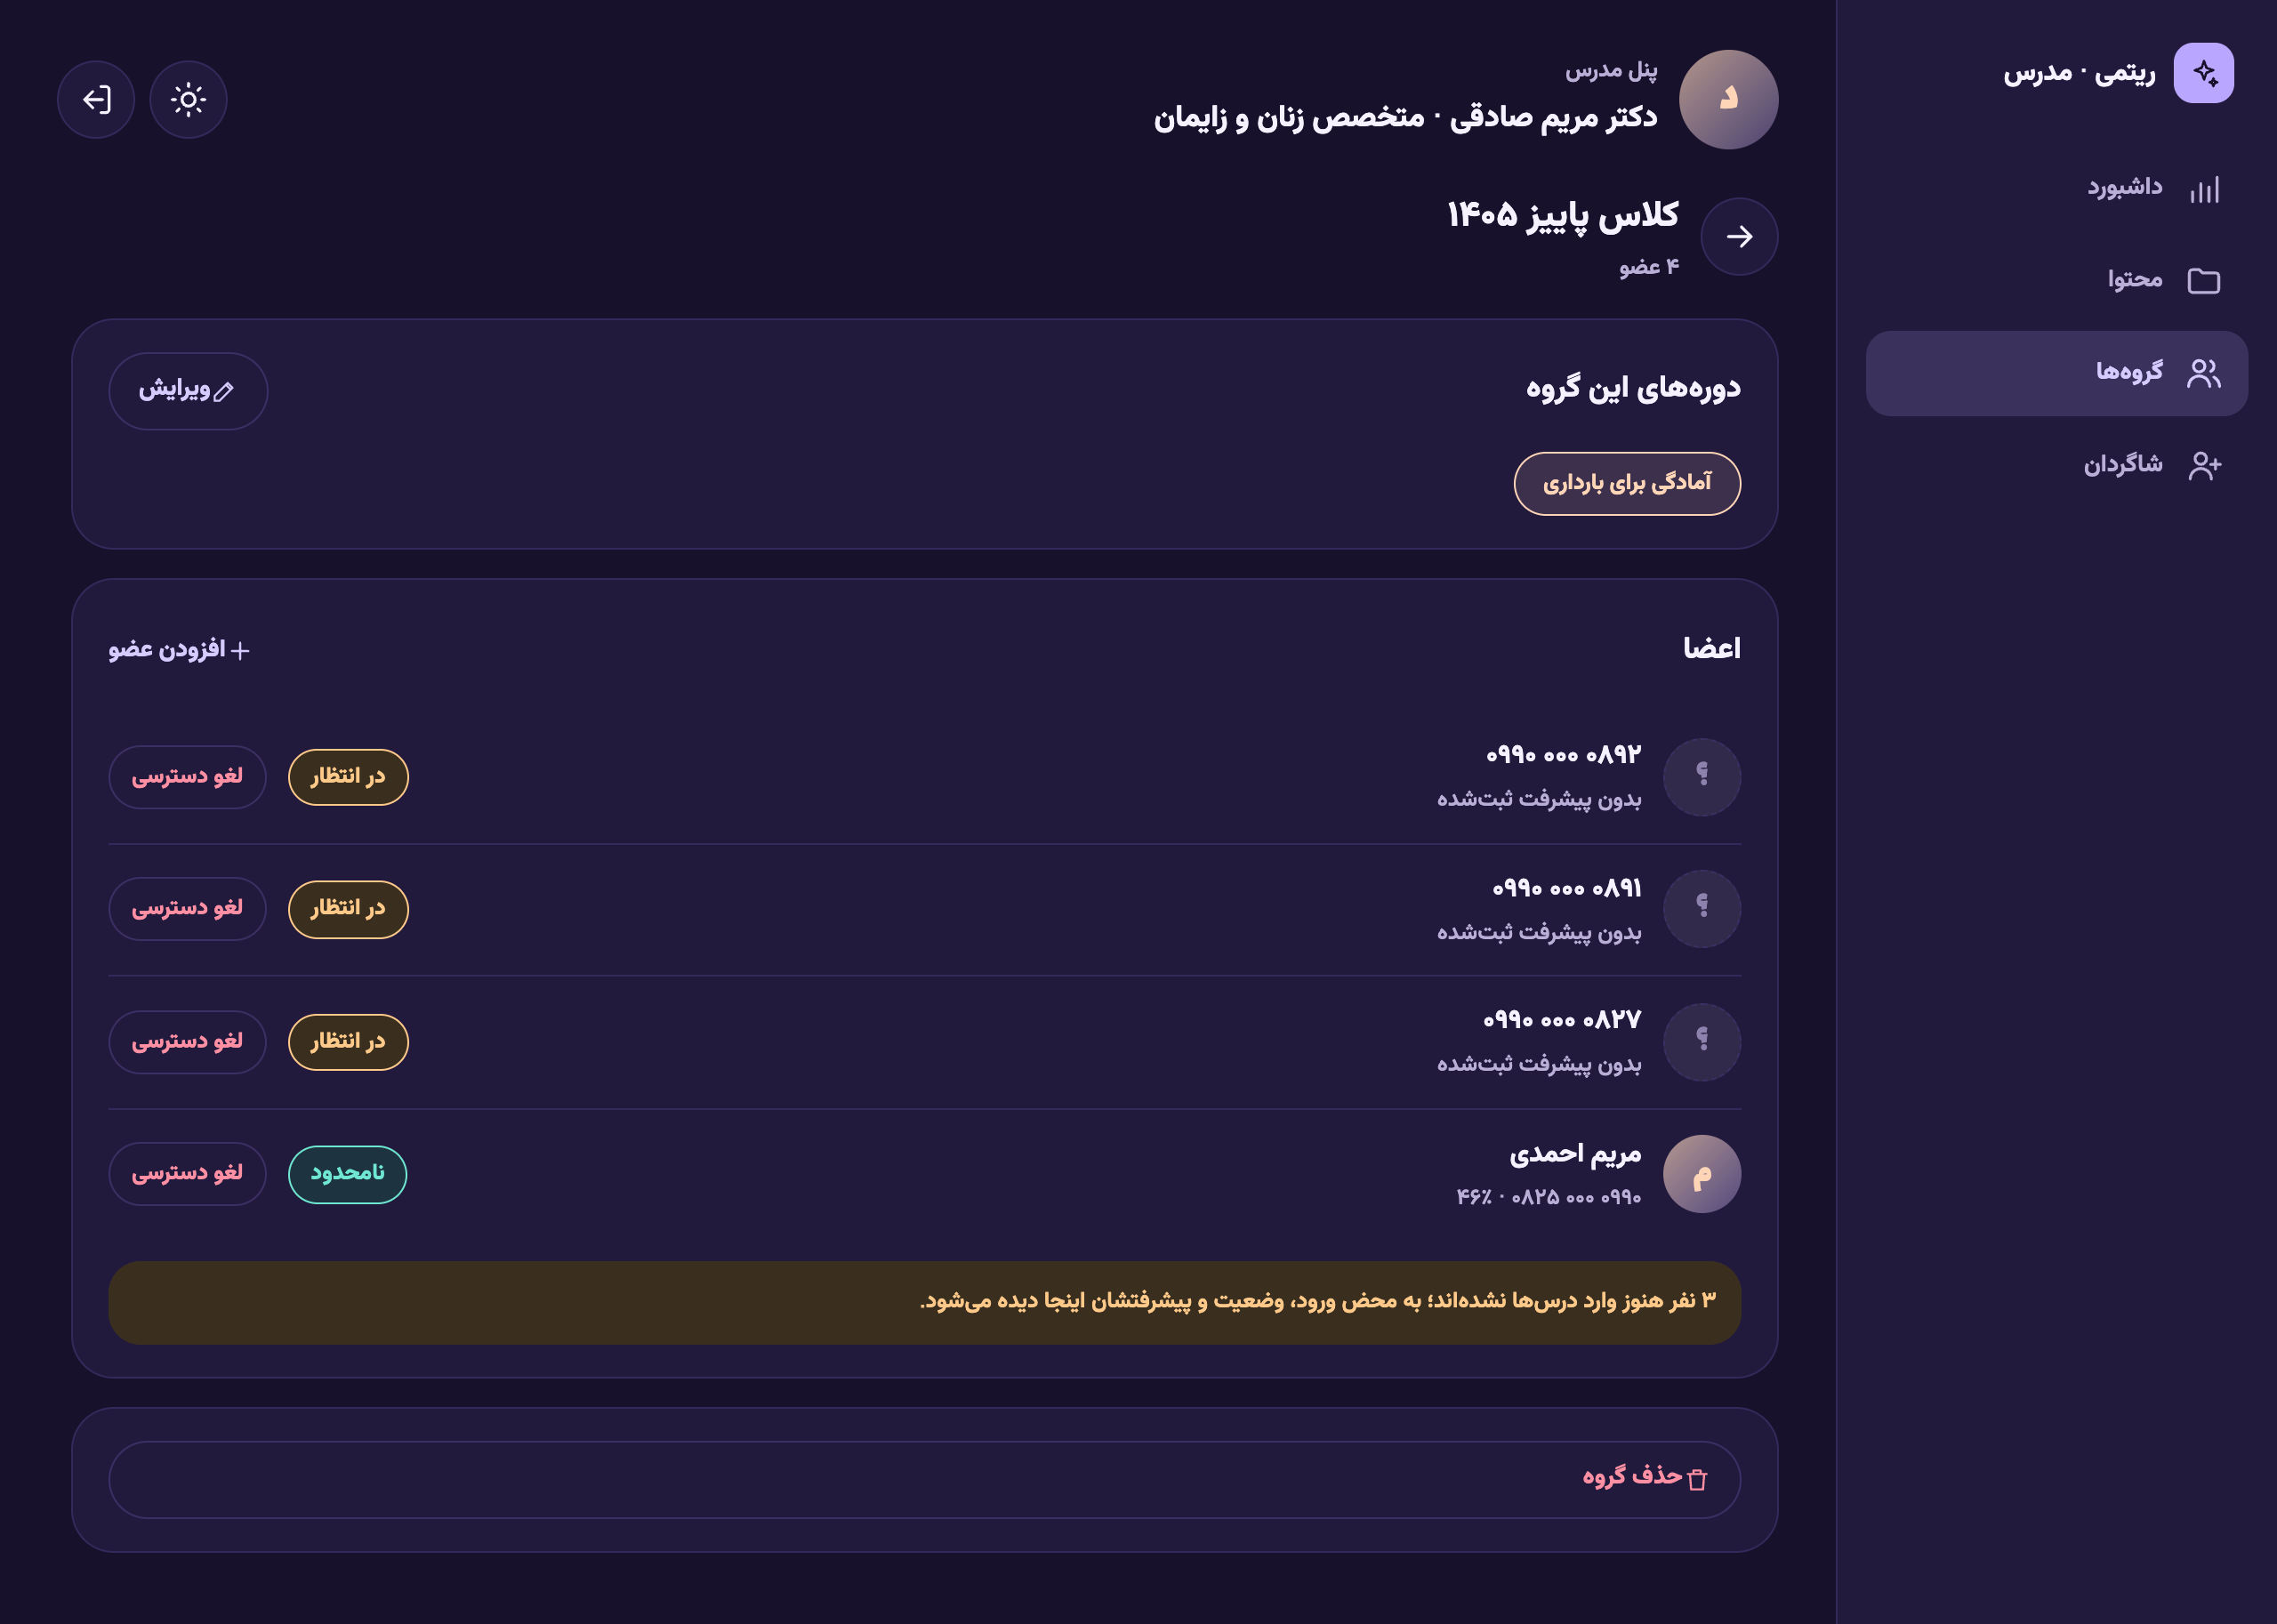 ریتمی · مدرس
داشبورد
محتوا
گروه‌ها
شاگردان
د
پنل مدرس
دکتر مریم صادقی · متخصص زنان و زایمان
کلاس پاییز ۱۴۰۵
۴ عضو
دوره‌های این گروه
ویرایش
آمادگی برای بارداری
اعضا
افزودن عضو
؟
۰۹۹۰ ۰۰۰ ۰۸۹۲
بدون پیشرفت ثبت‌شده
در انتظار
لغو دسترسی
؟
۰۹۹۰ ۰۰۰ ۰۸۹۱
بدون پیشرفت ثبت‌شده
در انتظار
لغو دسترسی
؟
۰۹۹۰ ۰۰۰ ۰۸۲۷
بدون پیشرفت ثبت‌شده
در انتظار
لغو دسترسی
م
مریم احمدی
۰۹۹۰ ۰۰۰ ۰۸۲۵ · ۴۶٪
نامحدود
لغو دسترسی
۳ نفر هنوز وارد درس‌ها نشده‌اند؛ به محض ورود، وضعیت و پیشرفتشان اینجا دیده می‌شود.
حذف گروه